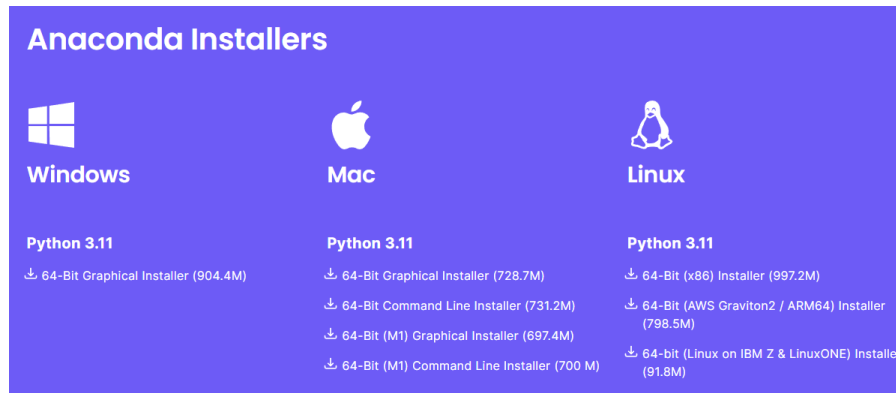 Anaconda Installers
Windows
Python 3.11
64-Bit Graphical Installer (904.4M)
Mac
Python 3.11
64-Bit Graphical Installer (728.7M)
64-Bit Command Line Installer (731.2M)
64-Bit (M1) Graphical Installer (697.4M)
64-Bit (M1) Command Line Installer (700 M)
Linux
Python 3.11
64-Bit (x86) Installer (997.2M)
64-Bit (AWS Graviton2 / ARM64) Installer
(798.5M)
64-bit (Linux on IBM Z & LinuxONE) Installe
(91.8M)